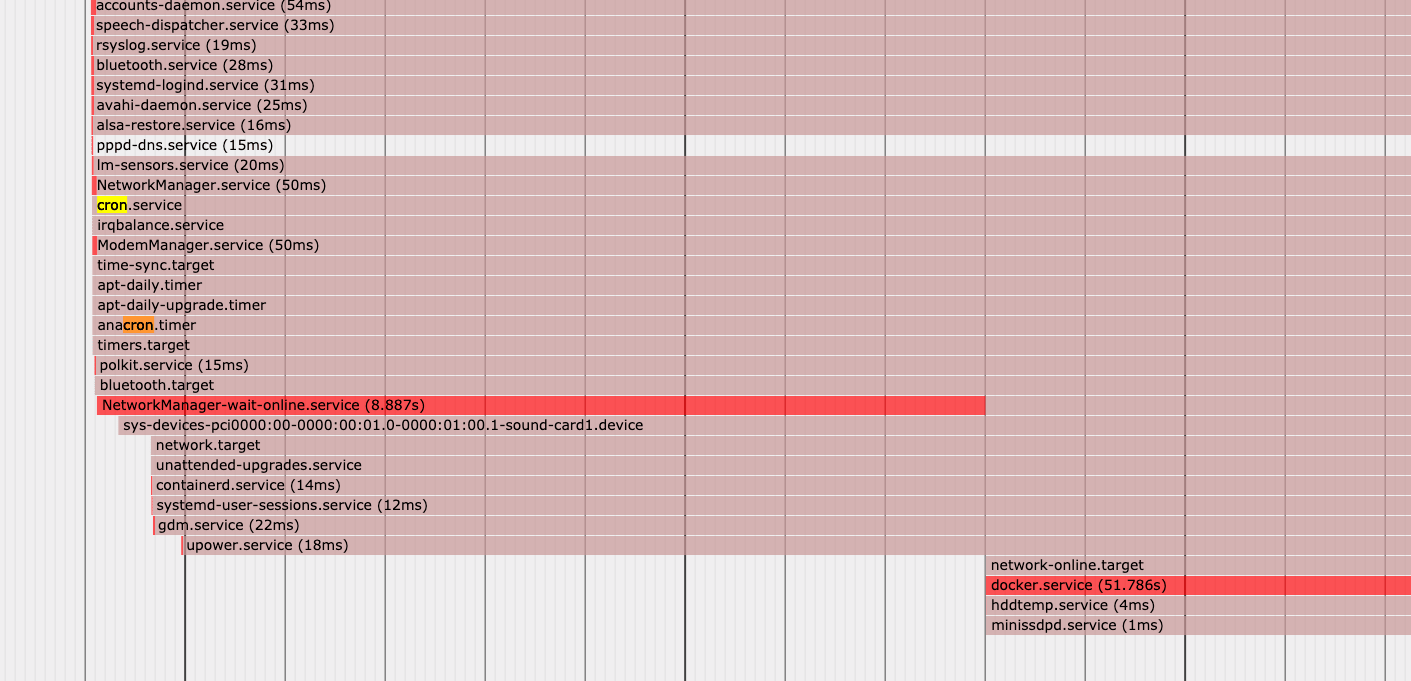 accounts-daemon.service (54ms)
speech-dispatcher.service (33ms)
rsyslog.service (19ms)
bluetooth.service (28ms)
systemd-logind.service (31ms)
avahi-daemon.service (25ms)
alsa-restore.service (16ms)
pppd-dns.service (15ms)
lm-sensors.service (20ms)
NetworkManager.service (50ms)
cron.service
irqbalance.service
ModemManager.service (50ms)
time-sync.target
apt-daily.timer
apt-daily-upgrade.timer
anacron.timer
timers.target
polkit.service (15ms)
bluetooth.target
NetworkManager-wait-online.service (8.887s)
sys-devices-pci0000:00-0000:00:01.0-0000:01:00.1-sound-card1.device
network.target
unattended-upgrades.service
containerd.service (14ms)
systemd-user-sessions.service (12ms)
gdm.service (22ms)
upower.service (18ms)
network-online.target
docker.service (51.786s)
hddtemp.service (4ms)
minissdpd.service (1ms)